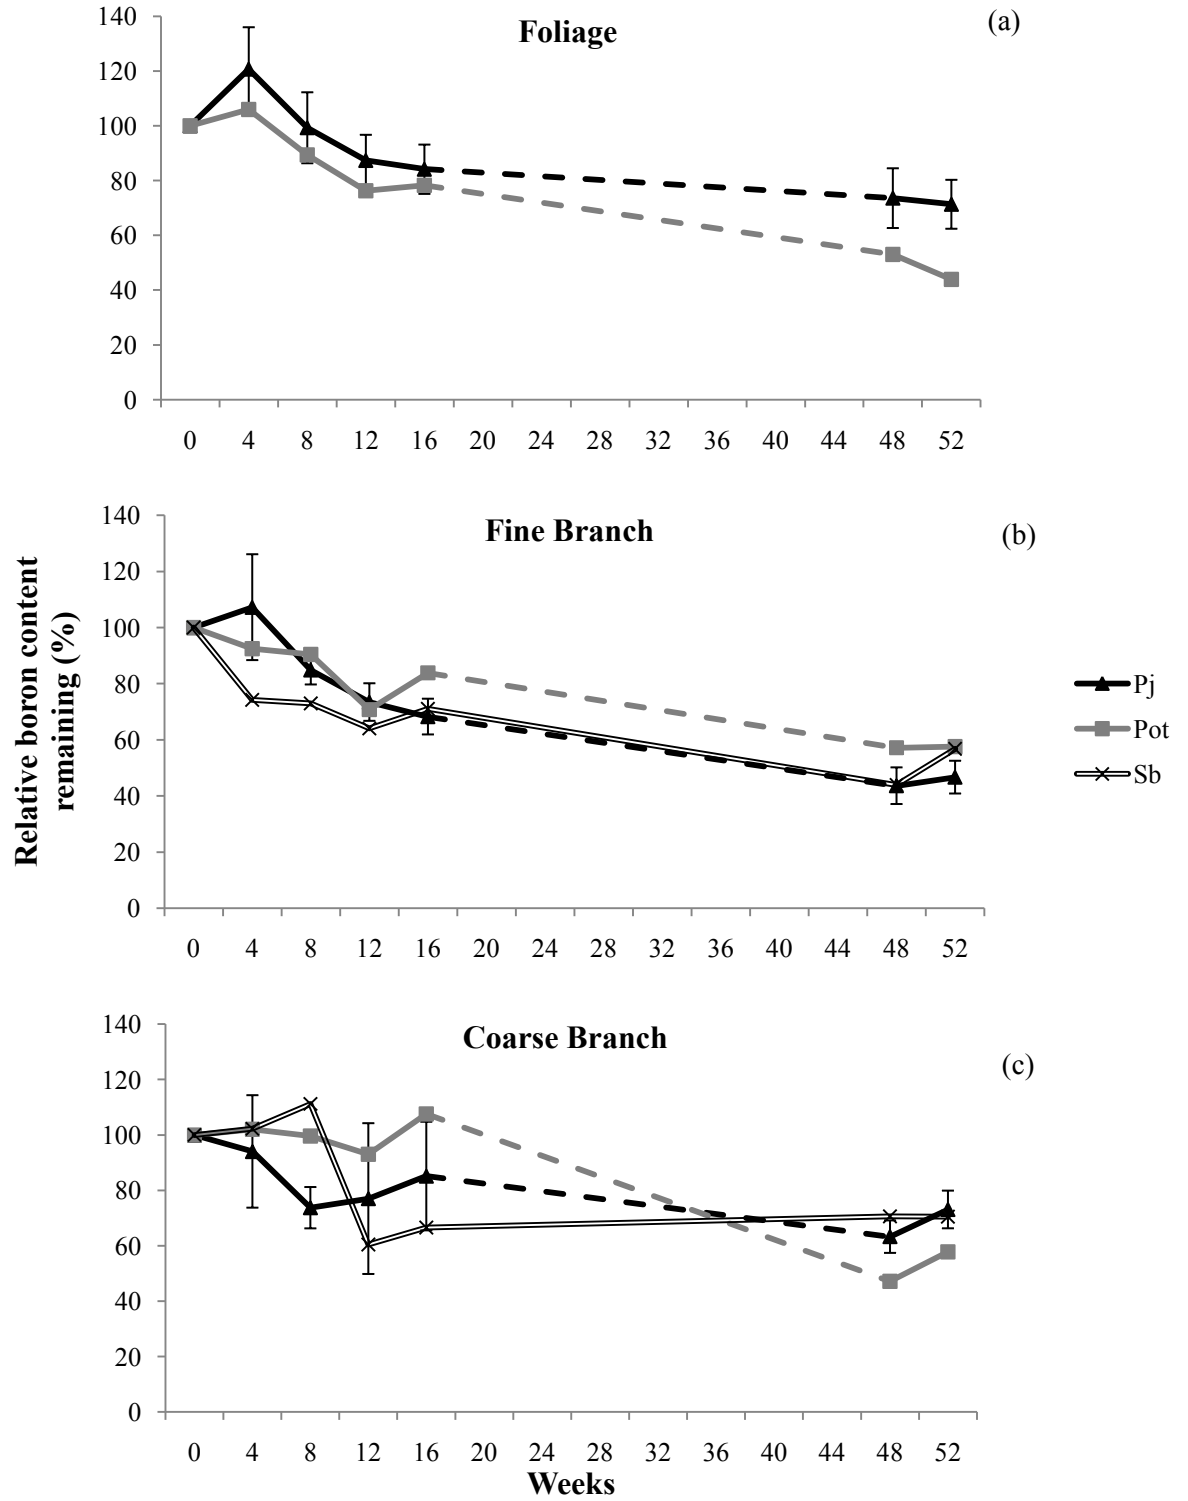 Foliage
(a)
140
120
100
80
60
40
20
0
0 4 8 12 16 20 24 28 32 36 40 44 48 52
Fine Branch
(b)
140
120
100
80
60
40
20
0
0 4 8 12 16 20 24 28 32 36 40 44 48 52
Relative boron content
remaining (%)
Pj
Pot
Sb
Coarse Branch
(c)
140
120
100
80
60
40
20
0
0 4 8 12 16 20 24 28 32 36 40 44 48 52
Weeks